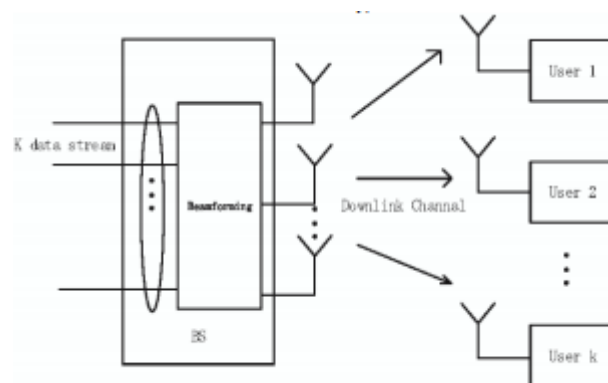 K data stream
Beamforming
BS
Downlink Channel
User 1
User 2
User k